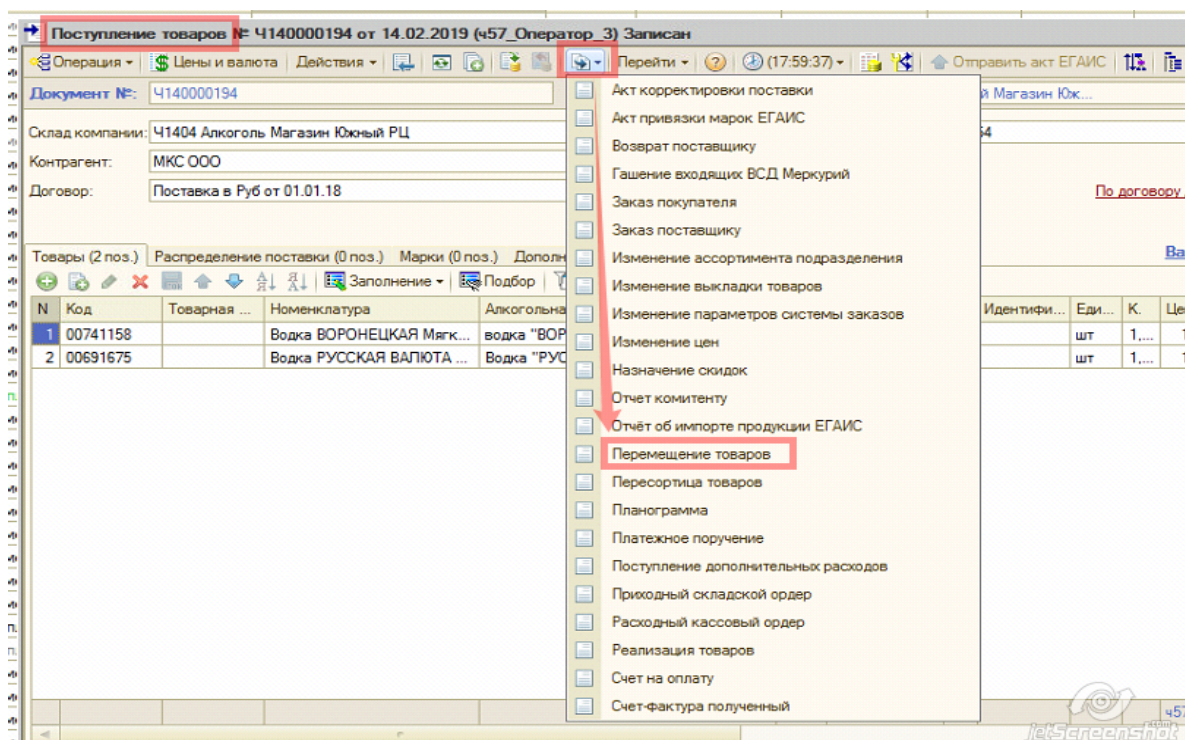 Поступление товаров № Ч140000194 от 14.02.2019 (ч57_Оператор_3) Записан
Операция Цены и валюта Действия Перейти (17:59:37) Отправить акт ЕГАИС
Документ №: Ч140000194 й Магазин Юж...
Склад компании: Ч1404 Алкоголь Магазин Южный РЦ
Контрагент: МКС ООО
Договор: Поставка в Руб от 01.01.18 По договору
Товары (2 поз.) Распределение поставки (0 поз.) Марки (0 поз.) Дополн
Заполнение Подбор
N Код Товарная ... Номенклатура Алкогольна Идентифи... Еди... К. Це
1 00741158 Водка ВОРОНЕЦКАЯ Мягк... водка "ВОР шт 1,...
2 00691675 Водка РУССКАЯ ВАЛЮТА ... Водка "РУС шт 1,...
Акт корректировки поставки
Акт привязки марок ЕГАИС
Возврат поставщику
Гашение входящих ВСД Меркурий
Заказ покупателя
Заказ поставщику
Изменение ассортимента подразделения
Изменение выкладки товаров
Изменение параметров системы заказов
Изменение цен
Назначение скидок
Отчет комитенту
Отчёт об импорте продукции ЕГАИС
Перемещение товаров
Пересортица товаров
Планограмма
Платежное поручение
Поступление дополнительных расходов
Приходный складской ордер
Расходный кассовый ордер
Реализация товаров
Счет на оплату
Счет-фактура полученный
ч57
jetScreenshot